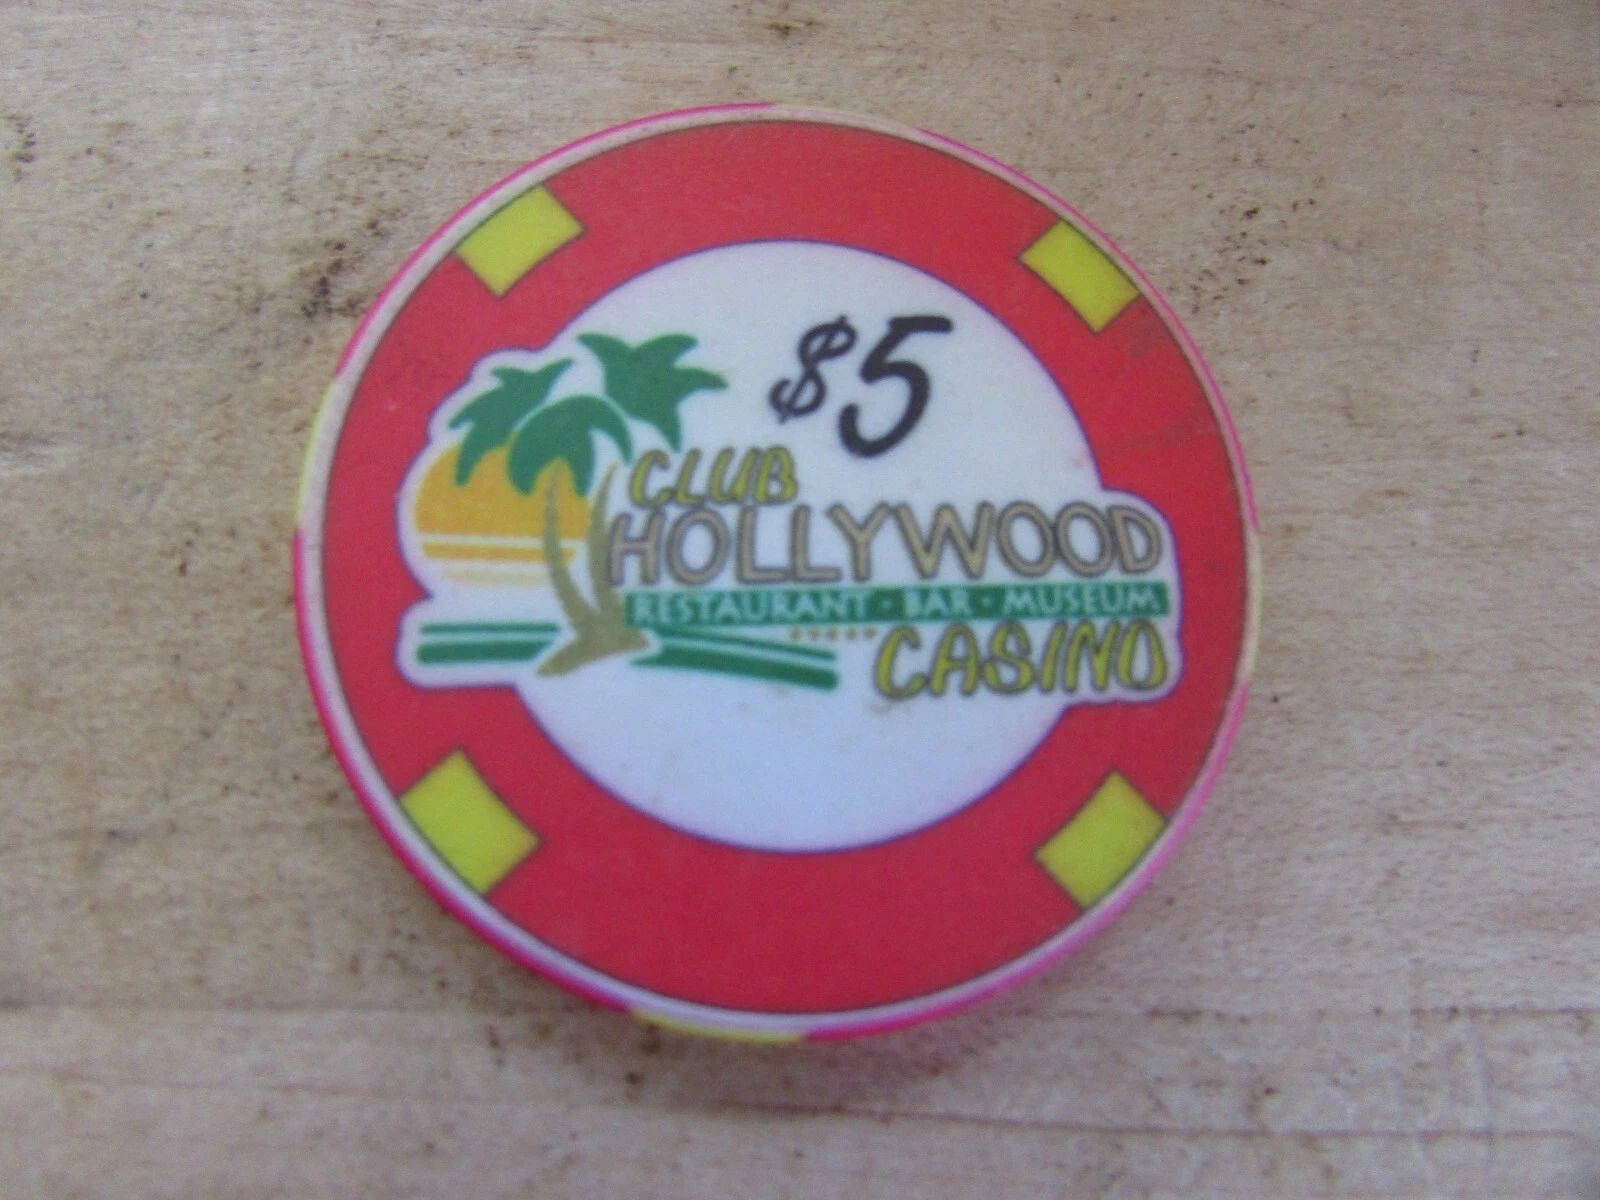 $5
CLUB
HOLLYWOOD
RESTAURANT · BAR · MUSEUM
CASINO